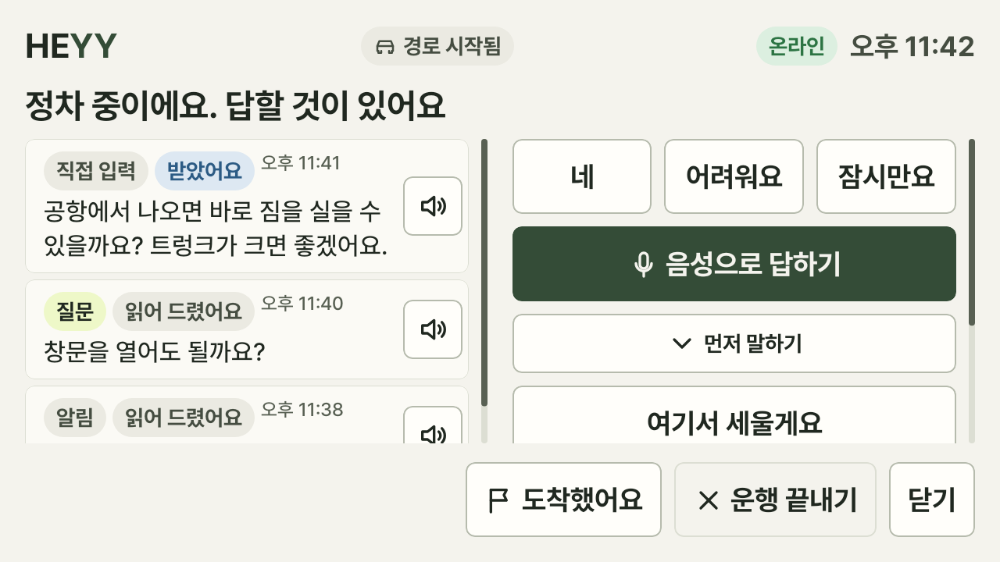 HEYY
경로 시작됨
온라인 오후 11:42
정차 중이에요. 답할 것이 있어요
직접 입력 받았어요 오후 11:41
공항에서 나오면 바로 짐을 실을 수
있을까요? 트렁크가 크면 좋겠어요.
질문 읽어 드렸어요 오후 11:40
창문을 열어도 될까요?
알림 읽어 드렸어요 오후 11:38
네
어려워요
잠시만요
음성으로 답하기
먼저 말하기
여기서 세울게요
도착했어요
운행 끝내기
닫기